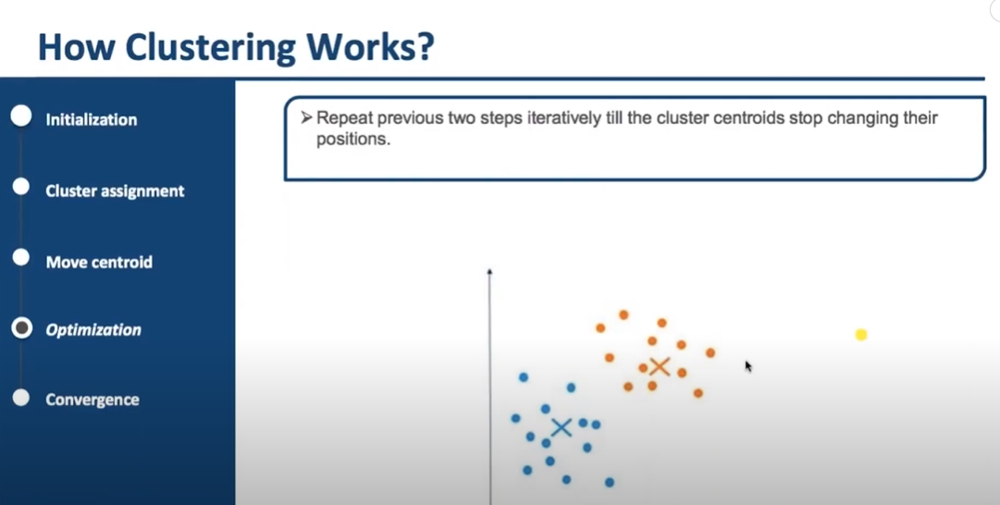 How Clustering Works?
Initialization
Cluster assignment
Move centroid
Optimization
Convergence
➢ Repeat previous two steps iteratively till the cluster centroids stop changing their
positions.